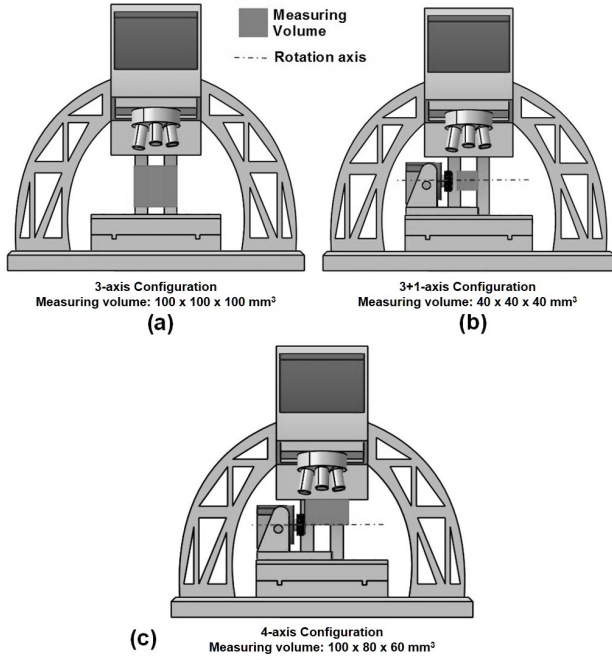 Measuring
Volume
Rotation axis
3-axis Configuration
Measuring volume: 100 x 100 x 100 mm³
(a)
3+1-axis Configuration
Measuring volume: 40 x 40 x 40 mm³
(b)
(c)
4-axis Configuration
Measuring volume: 100 x 80 x 60 mm³